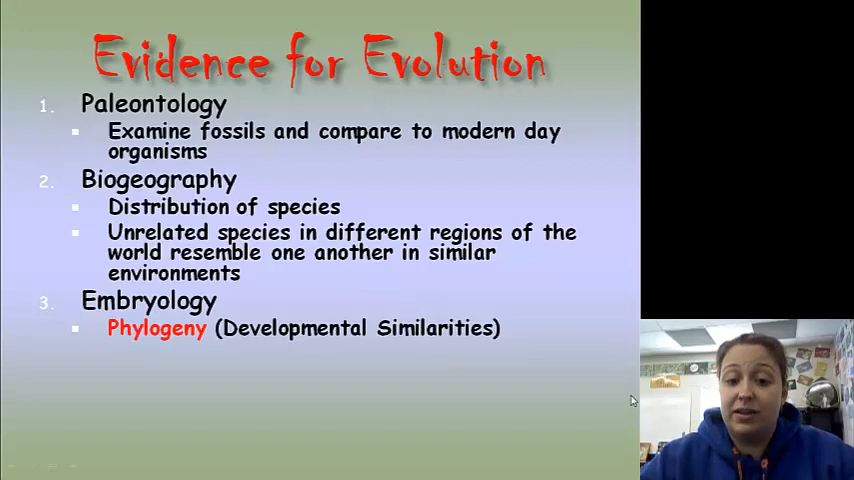 Evidence for Evolution
1. Paleontology
▪ Examine fossils and compare to modern day
organisms
2. Biogeography
▪ Distribution of species
▪ Unrelated species in different regions of the
world resemble one another in similar
environments
3. Embryology
▪ Phylogeny (Developmental Similarities)